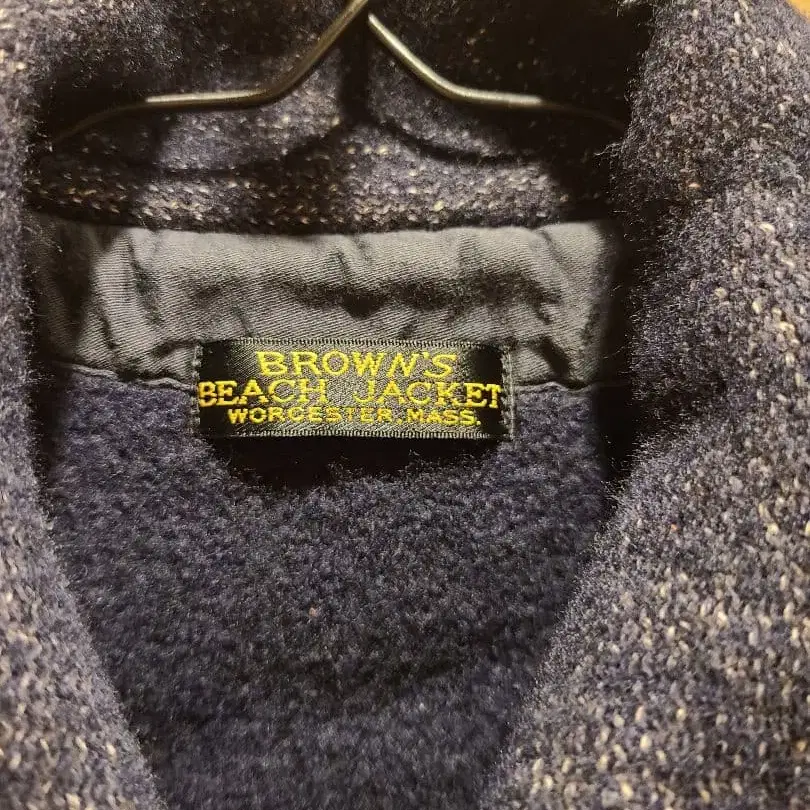 BROWN'S
BEACH JACKET
WORCESTER, MASS.